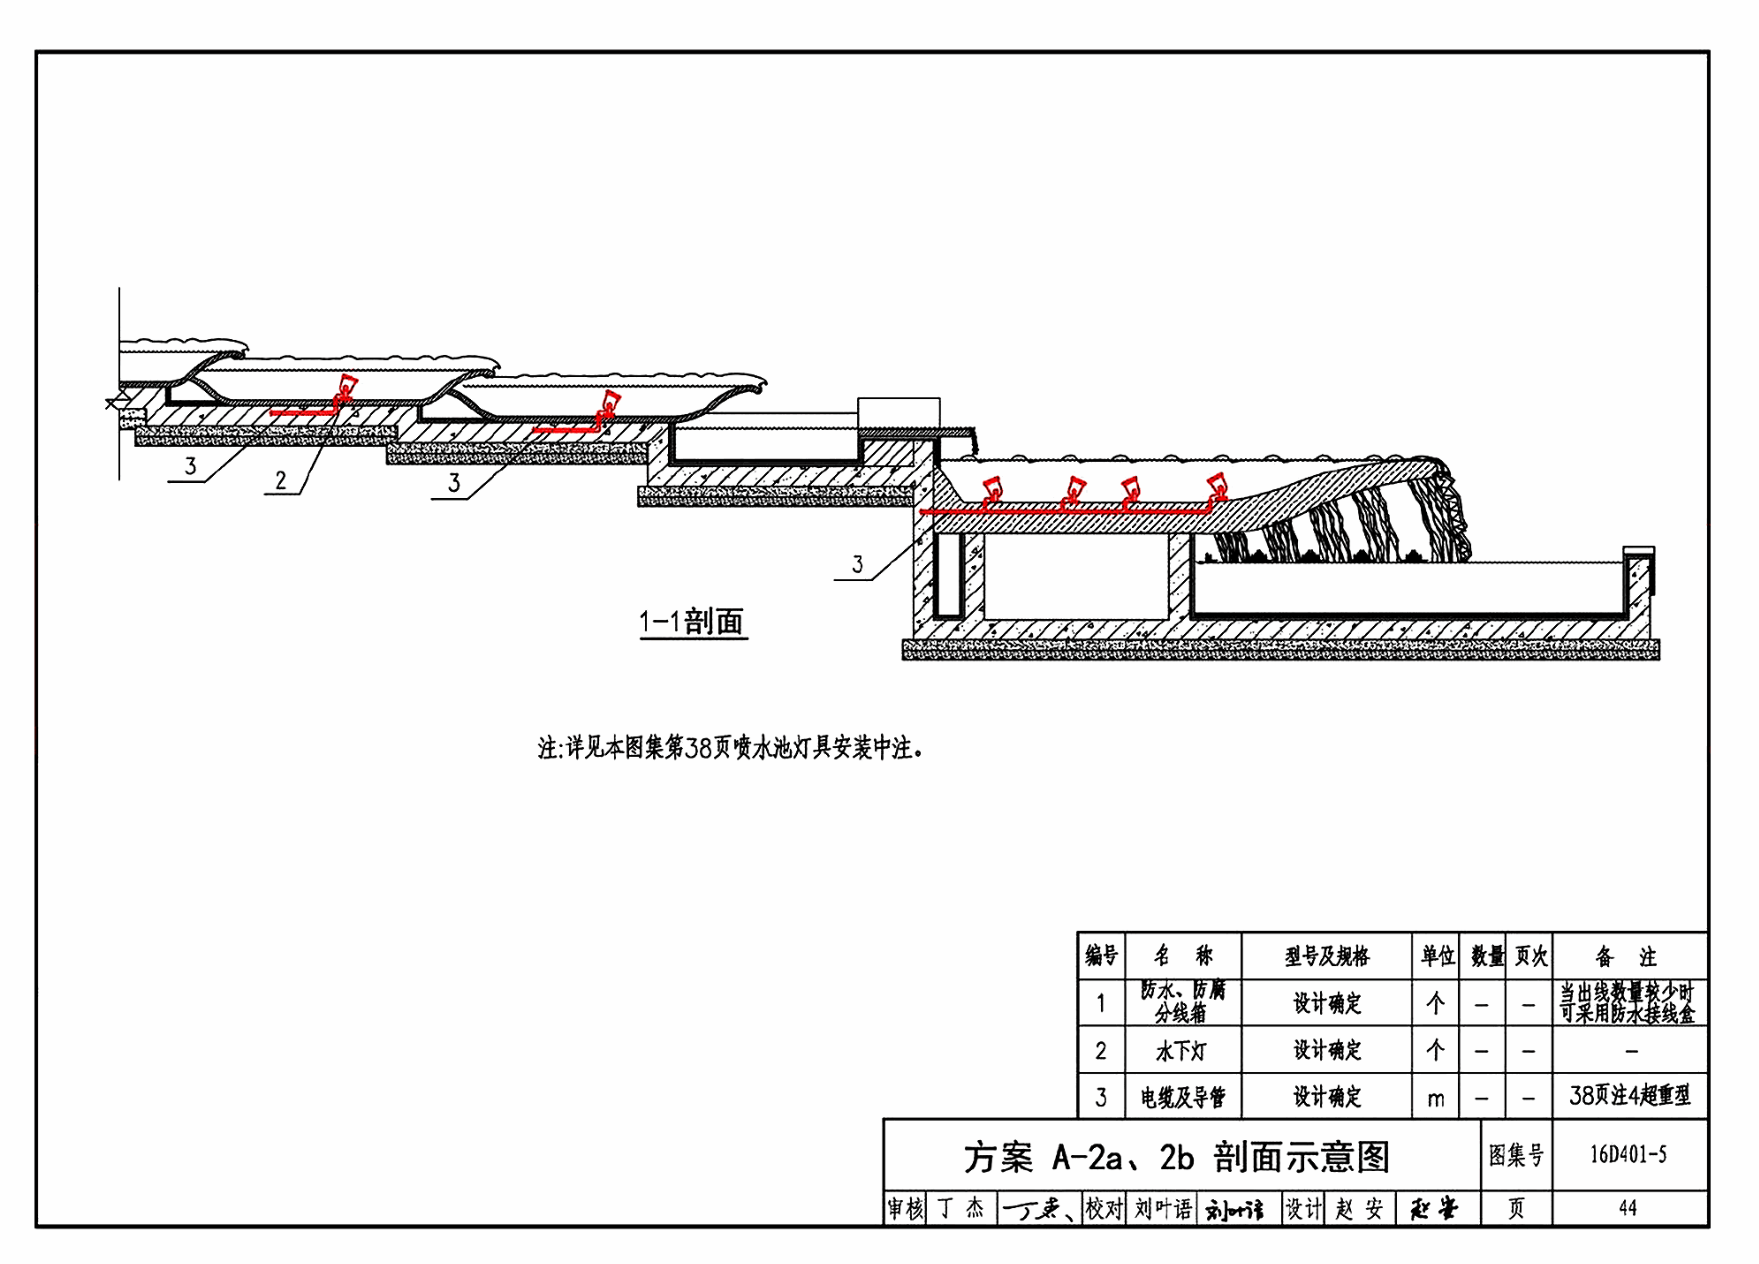 3
2
3
3
1-1剖面
注:详见本图集第38页喷水池灯具安装中注。
编号 名 称 型号及规格 单位 数量 页次 备 注
1 防水、防腐分线箱 设计确定 个 - - 当出线数量较少时可采用防水接线盒
2 水下灯 设计确定 个 - - -
3 电缆及导管 设计确定 m - - 38页注4超重型
方案 A-2a、2b 剖面示意图 图集号 16D401-5
审核 丁 杰 校对 刘叶语 刘叶语 设计 赵 安 赵安 页 44